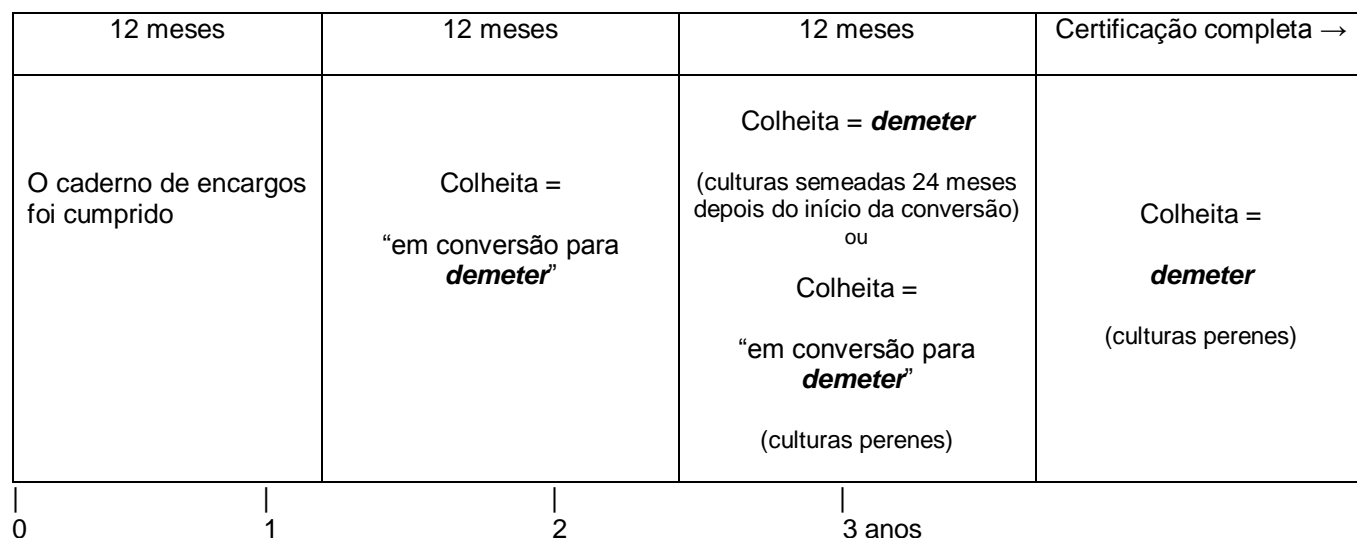 12 meses
12 meses
12 meses
Certificação completa →
O caderno de encargos
foi cumprido
Colheita =
“em conversão para
demeter”
Colheita = demeter
(culturas semeadas 24 meses
depois do início da conversão)
ou
Colheita =
“em conversão para
demeter”
(culturas perenes)
Colheita =
demeter
(culturas perenes)
0
1
2
3 anos